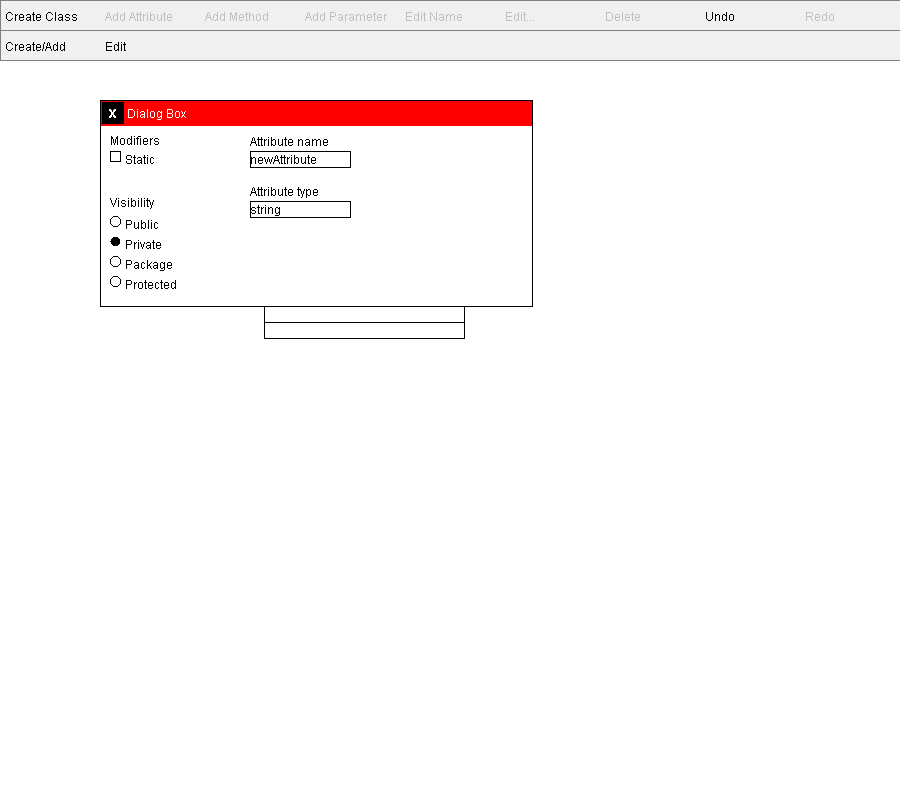 Create Class Add Attribute Add Method Add Parameter Edit Name Edit... Delete Undo Redo
Create/Add Edit
X Dialog Box
Modifiers
Static
Visibility
Public
Private
Package
Protected
Attribute name
newAttribute
Attribute type
string